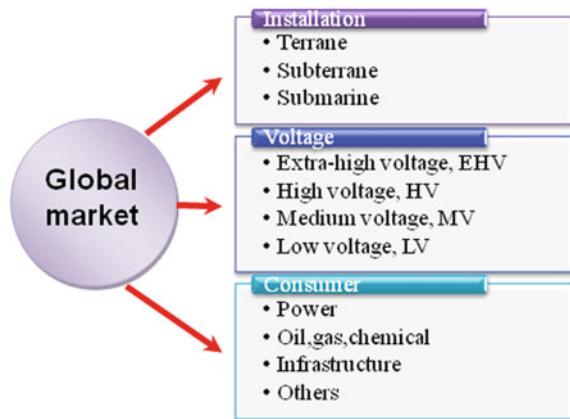 Global
market
Installation
• Terrane
• Subterrane
• Submarine
Voltage
• Extra-high voltage, EHV
• High voltage, HV
• Medium voltage, MV
• Low voltage, LV
Consumer
• Power
• Oil,gas,chemical
• Infrastructure
• Others